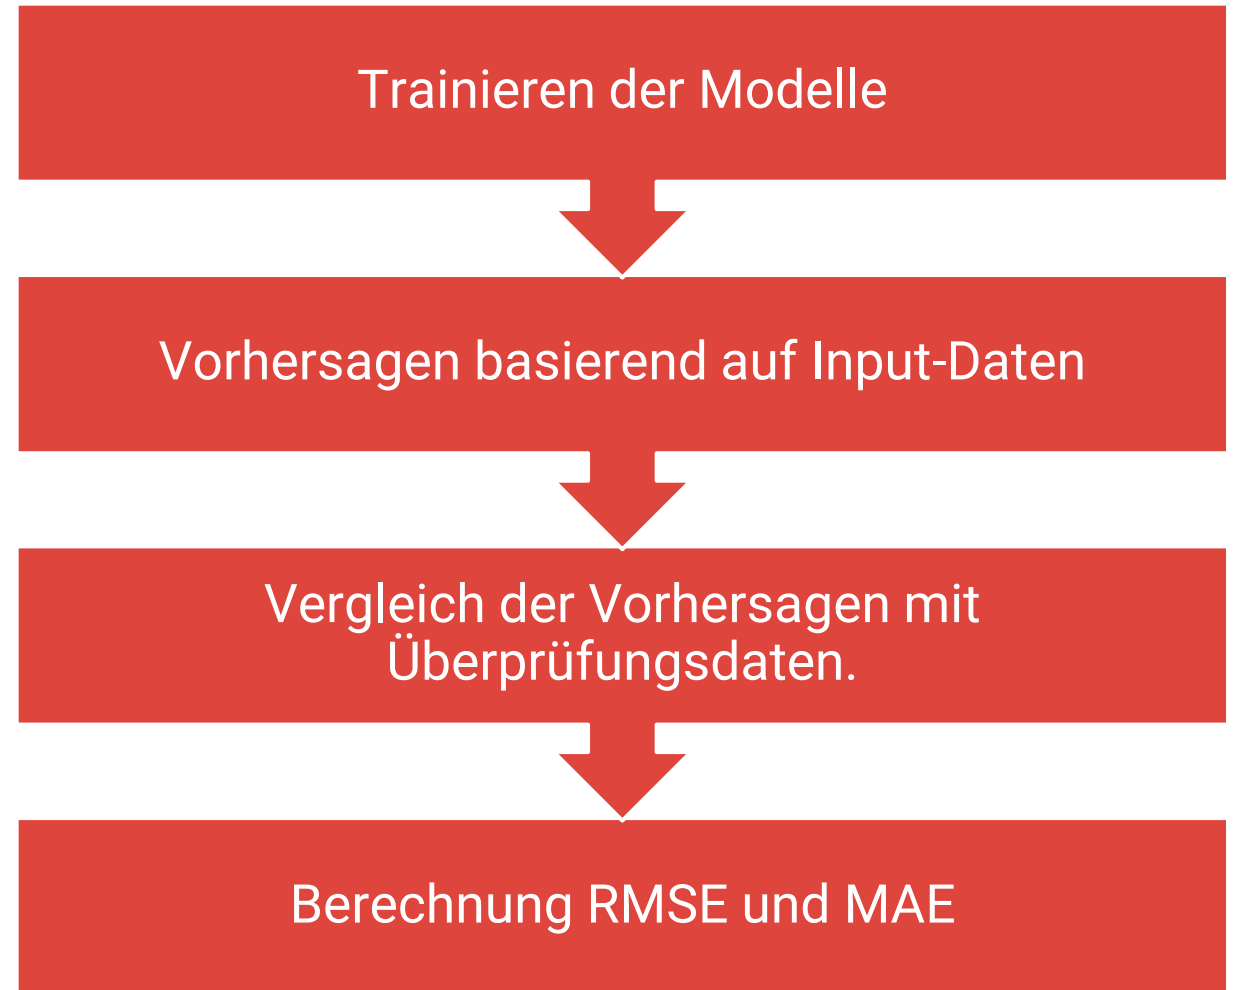 Trainieren der Modelle
Vorhersagen basierend auf Input-Daten
Vergleich der Vorhersagen mit
Überprüfungsdaten.
Berechnung RMSE und MAE